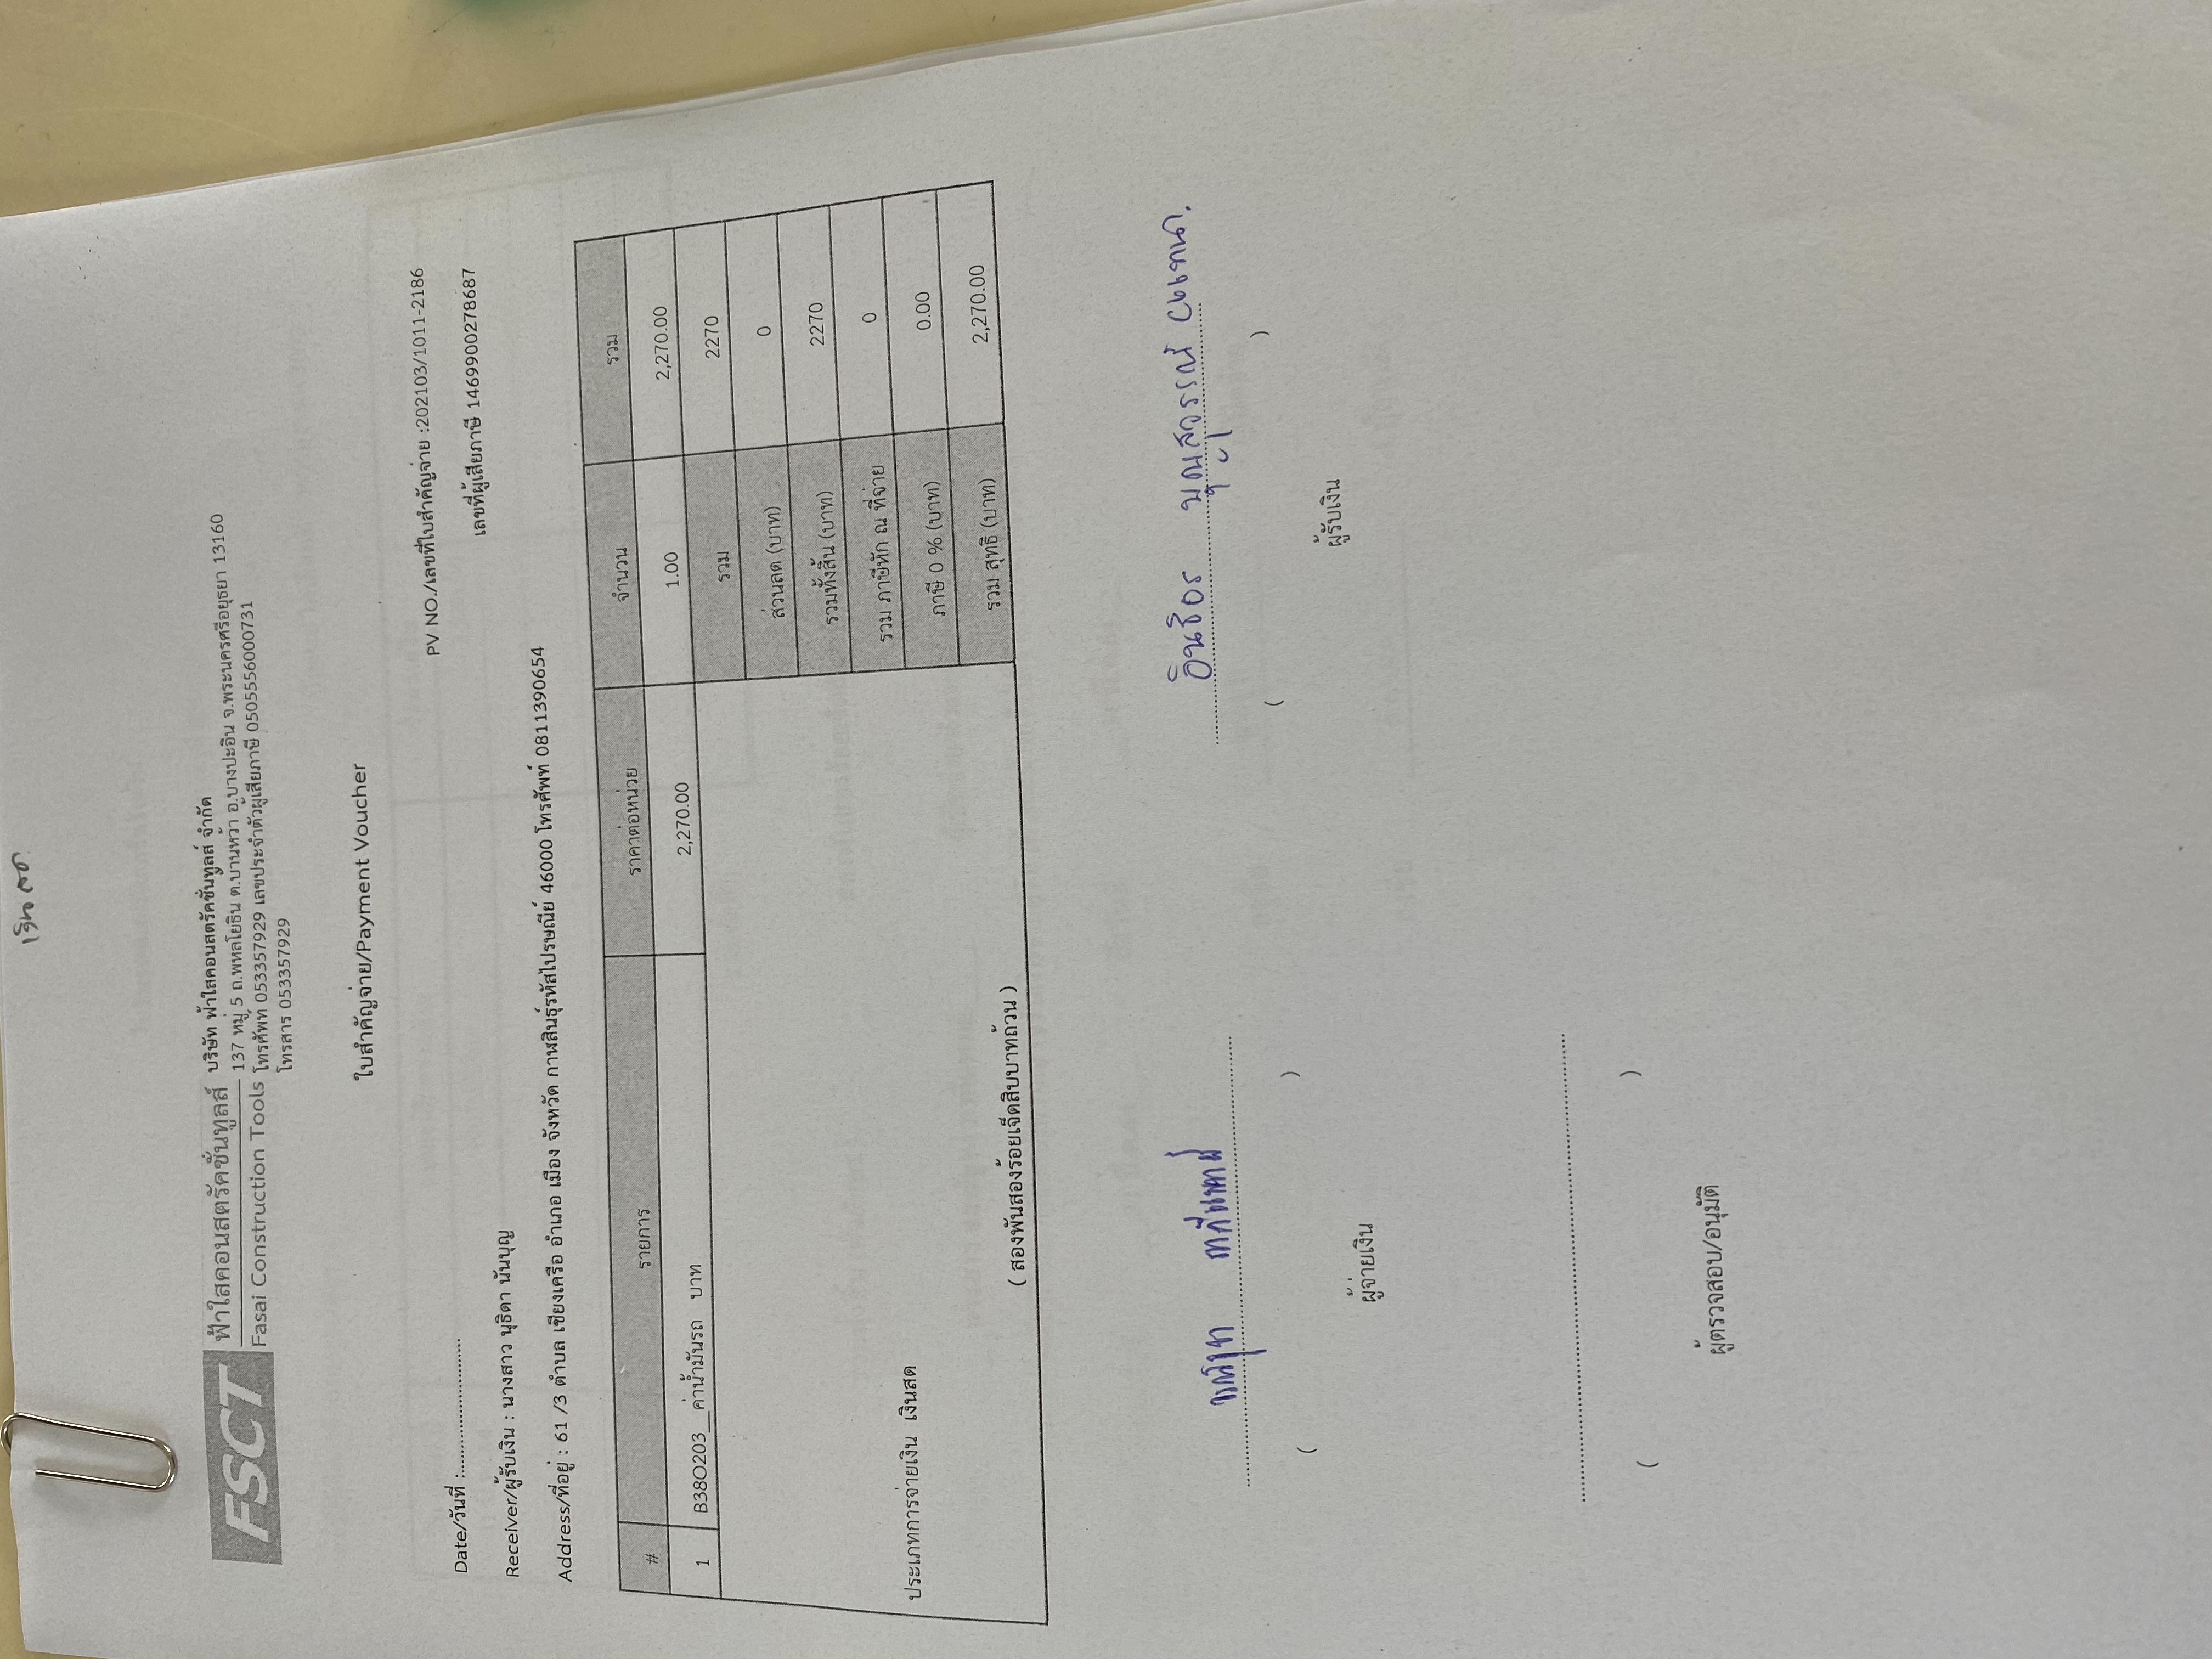 เงินสด
FSCT
ฟ้าใสคอนสตรัคชั่นทูลส์
Fasai Construction Tools
บริษัท ฟ้าใสคอนสตรัคชั่นทูลส์ จำกัด
137 หมู่ 5 ถ.พหลโยธิน ต.บ้านหว้า อ.บางปะอิน จ.พระนครศรีอยุธยา 13160
โทรศัพท์ 053357929 เลขประจำตัวผู้เสียภาษี 0505556000731
โทรสาร 053357929
ใบสำคัญจ่าย/Payment Voucher
PV NO./เลขที่ใบสำคัญจ่าย :202103/1011-2186
Date/วันที่ :...........................
เลขที่ผู้เสียภาษี 1469900278687
Receiver/ผู้รับเงิน : นางสาว นุธิดา นันบุญ
Address/ที่อยู่ : 61 /3 ตำบล เชียงเครือ อำเภอ เมือง จังหวัด กาฬสินธุ์รหัสไปรษณีย์ 46000 โทรศัพท์ 0811390654
# รายการ ราคาต่อหน่วย จำนวน รวม
1 B38O203__ค่าน้ำมันรถ บาท 2,270.00 1.00 2,270.00
รวม 2270
ส่วนลด (บาท) 0
รวมทั้งสิ้น (บาท) 2270
รวม ภาษีหัก ณ ที่จ่าย 0
ประเภทการจ่ายเงิน เงินสด
ภาษี 0 % (บาท) 0.00
รวม สุทธิ (บาท) 2,270.00
( สองพันสองร้อยเจ็ดสิบบาทถ้วน )
อินธิอร บุญสุวรรณ์ แทน.
( )
( )
ผู้จ่ายเงิน
ผู้รับเงิน
( )
ผู้ตรวจสอบ/อนุมัติ